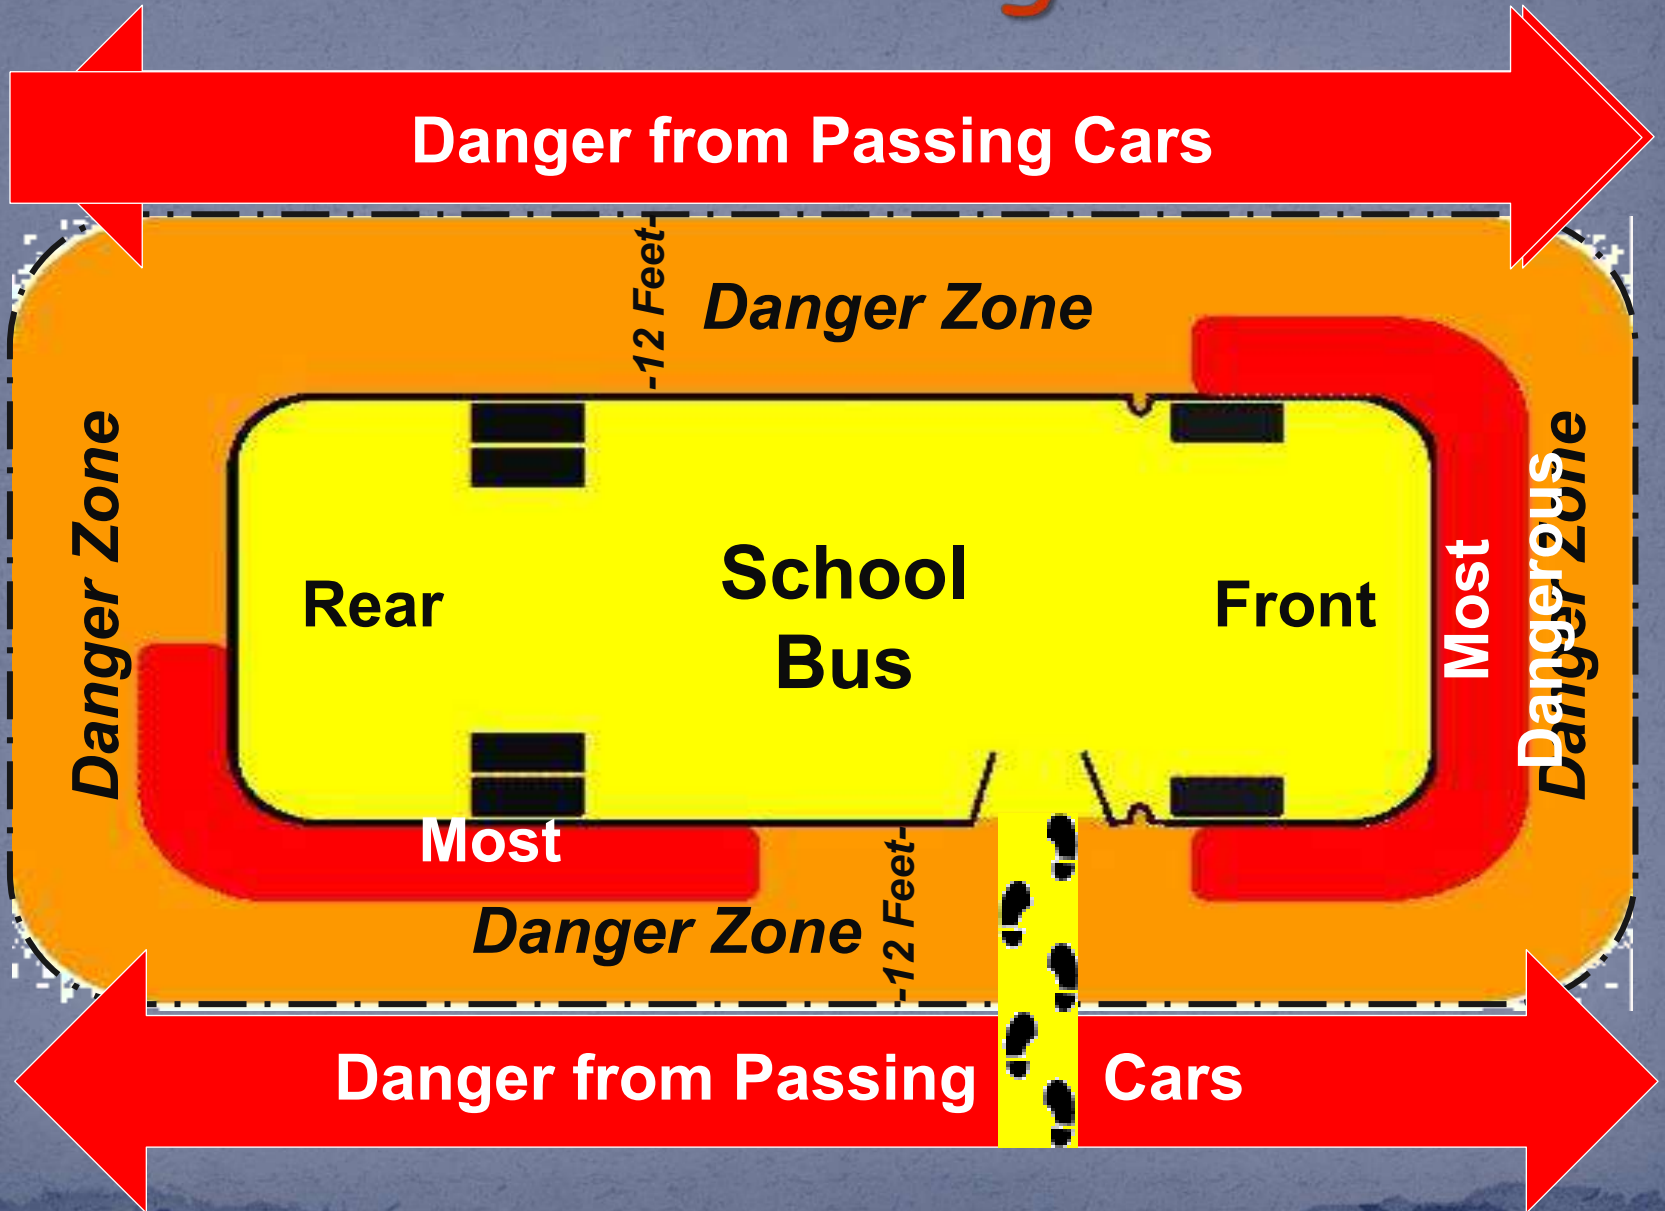 Danger from Passing Cars
-12 Feet-
Danger Zone
Danger Zone
Rear
School
Bus
Front
Most
Dangerous
Danger Zone
Most
Danger Zone
-12 Feet-
Danger from Passing Cars